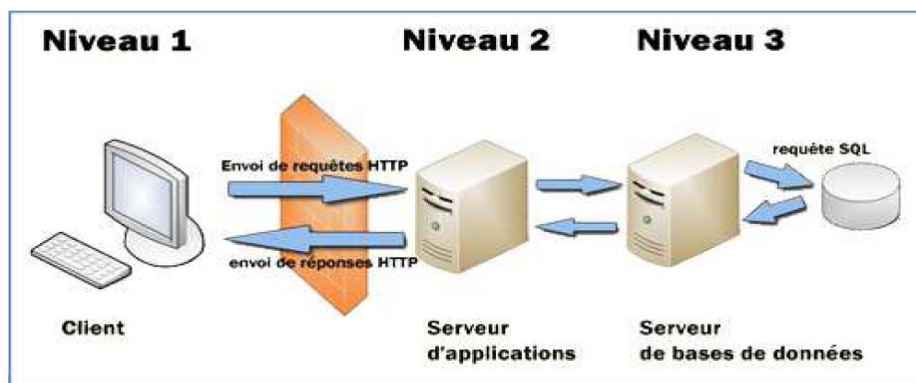 Niveau 1
Niveau 2
Niveau 3
requête SQL
Envoi de requêtes HTTP
envoi de réponses HTTP
Client
Serveur
d'applications
Serveur
de bases de données